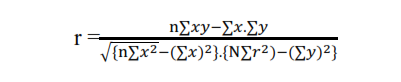 r = n∑xy−∑x.∑y / √{n∑x²−(∑x)²}.{N∑r²)−(∑y)²}